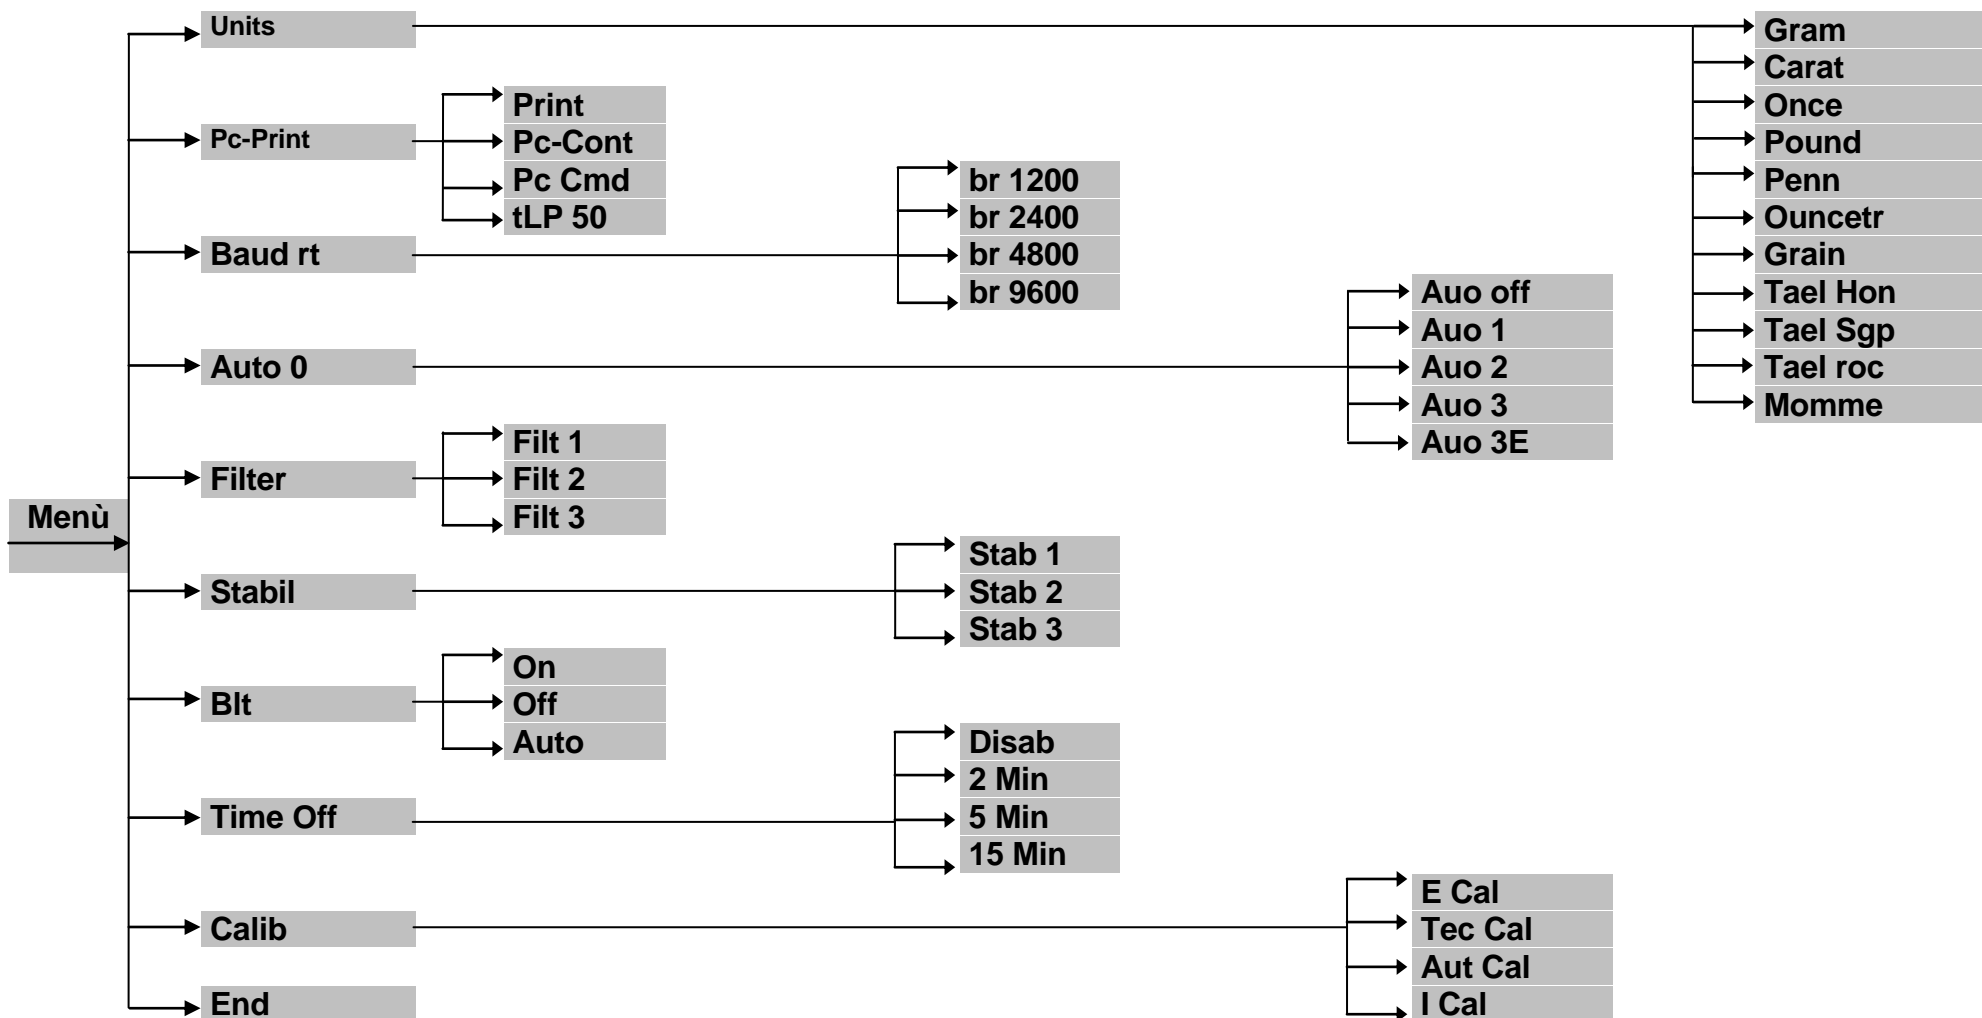 Menù
Units
Gram
Carat
Once
Pound
Penn
Ouncetr
Grain
Tael Hon
Tael Sgp
Tael roc
Momme
Pc-Print
Print
Pc-Cont
Pc Cmd
tLP 50
Baud rt
br 1200
br 2400
br 4800
br 9600
Auto 0
Auo off
Auo 1
Auo 2
Auo 3
Auo 3E
Filter
Filt 1
Filt 2
Filt 3
Stabil
Stab 1
Stab 2
Stab 3
Blt
On
Off
Auto
Time Off
Disab
2 Min
5 Min
15 Min
Calib
E Cal
Tec Cal
Aut Cal
I Cal
End